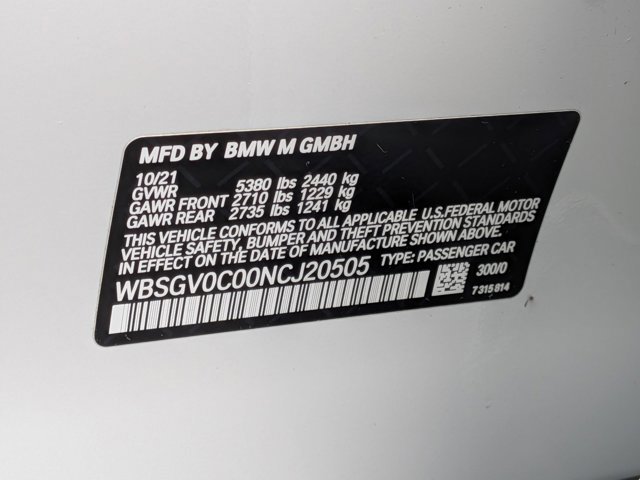 MFD BY BMW M GMBH
10/21
GVWR 5380 lbs 2440 kg
GAWR FRONT 2710 lbs 1229 kg
GAWR REAR 2735 lbs 1241 kg
THIS VEHICLE CONFORMS TO ALL APPLICABLE U.S.FEDERAL MOTOR
VEHICLE SAFETY, BUMPER AND THEFT PREVENTION STANDARDS
IN EFFECT ON THE DATE OF MANUFACTURE SHOWN ABOVE.
WBSGV0C00NCJ20505 TYPE: PASSENGER CAR
300/0
7315814